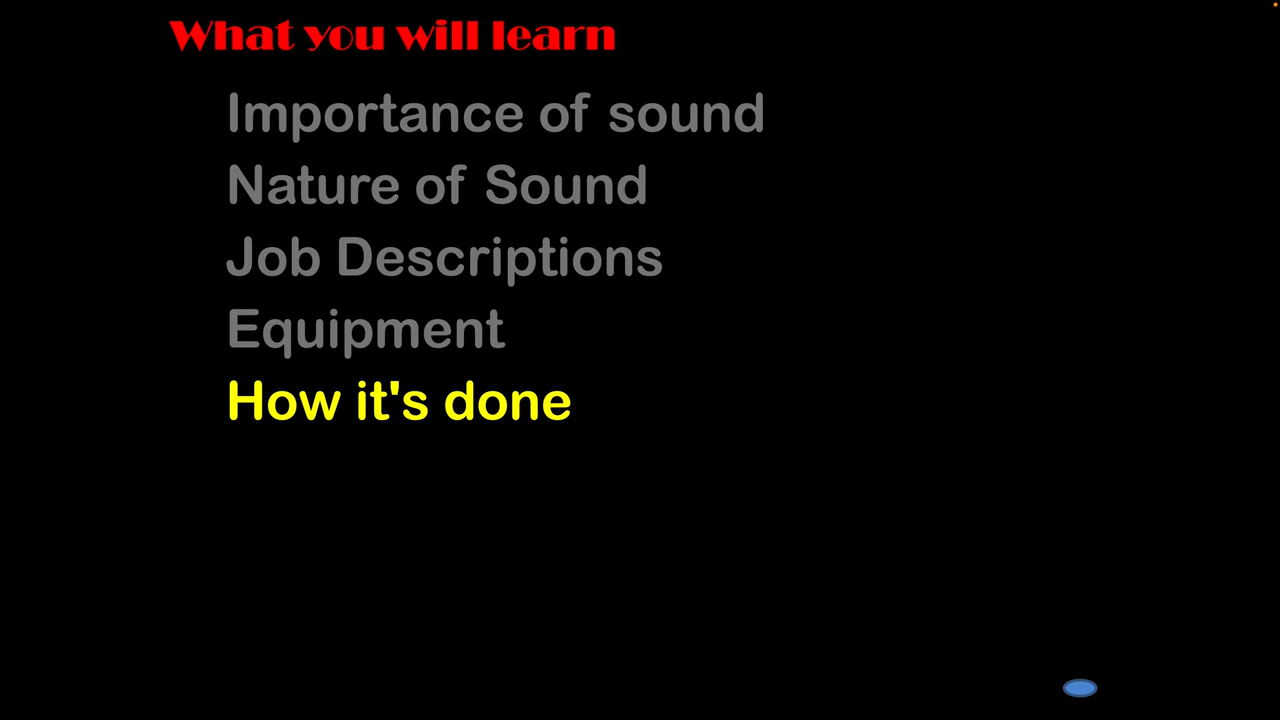 What you will learn
Importance of sound
Nature of Sound
Job Descriptions
Equipment
How it's done